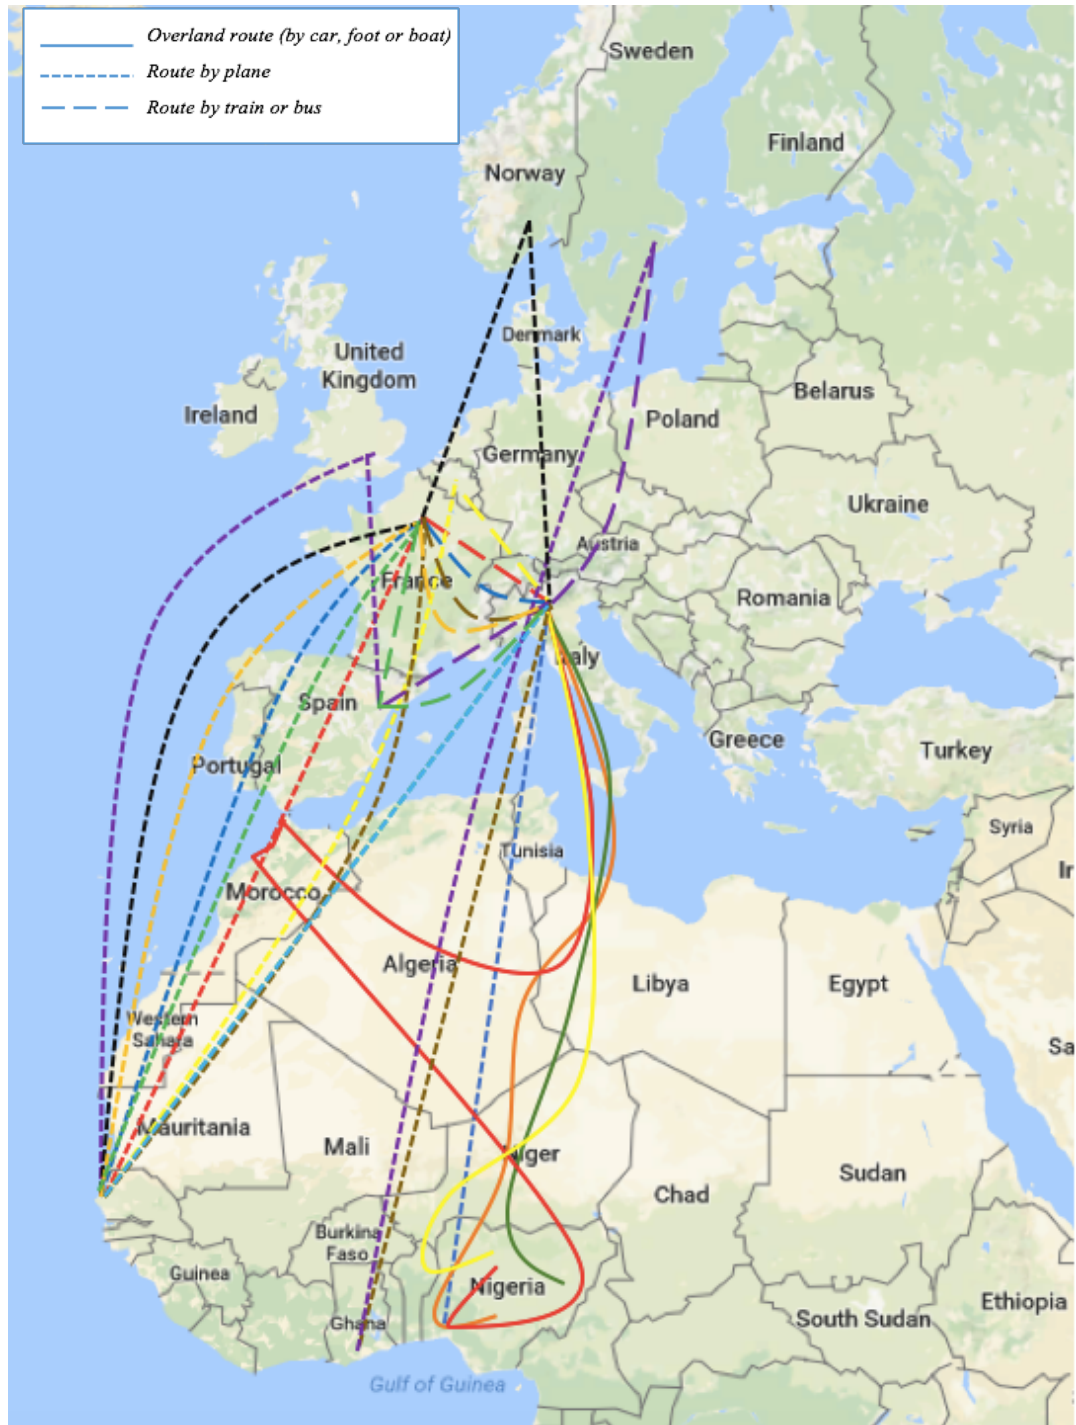 Overland route (by car, foot or boat)
Route by plane
Route by train or bus
Sweden
Finland
Norway
Denmark
United
Kingdom
Ireland
Belarus
Poland
Germany
Ukraine
Austria
France
Romania
Italy
Spain
Greece
Turkey
Portugal
Syria
Tunisia
Ir
Morocco
Algeria
Libya
Egypt
Western
Sahara
Sa
Mauritania
Mali
Niger
Sudan
Chad
Burkina
Faso
Guinea
Nigeria
Ethiopia
South Sudan
Ghana
Gulf of Guinea